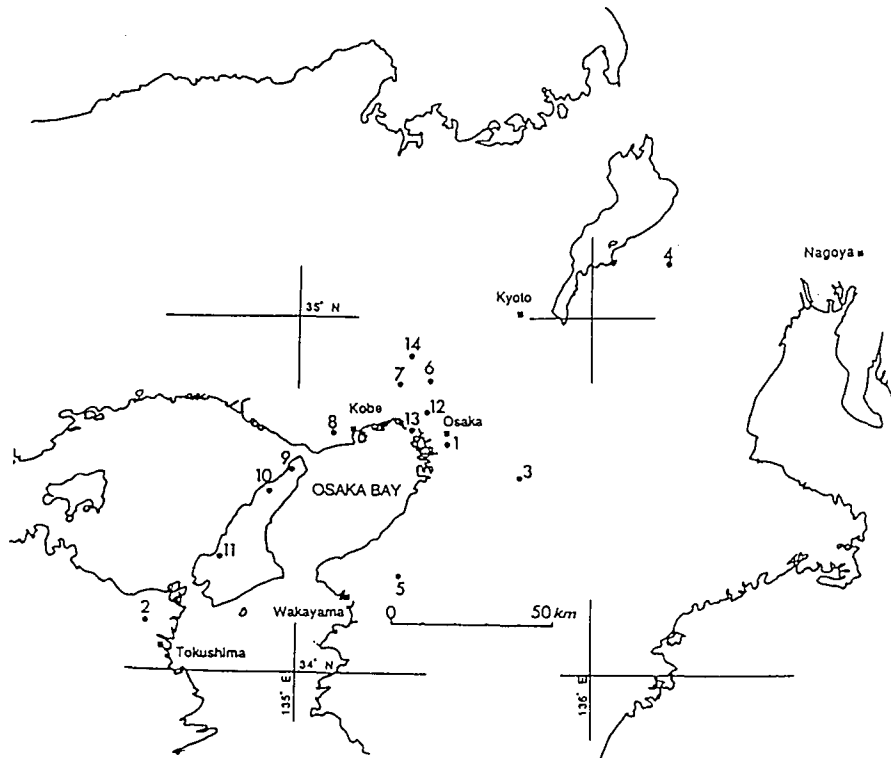 4
Nagoya
Kyoto
35° N
14
7
6
12
Kobe
13
Osaka
8
1
9
3
10
OSAKA BAY
11
5
Wakayama
0
50 km
2
Tokushima
34° N
135° E
136° E